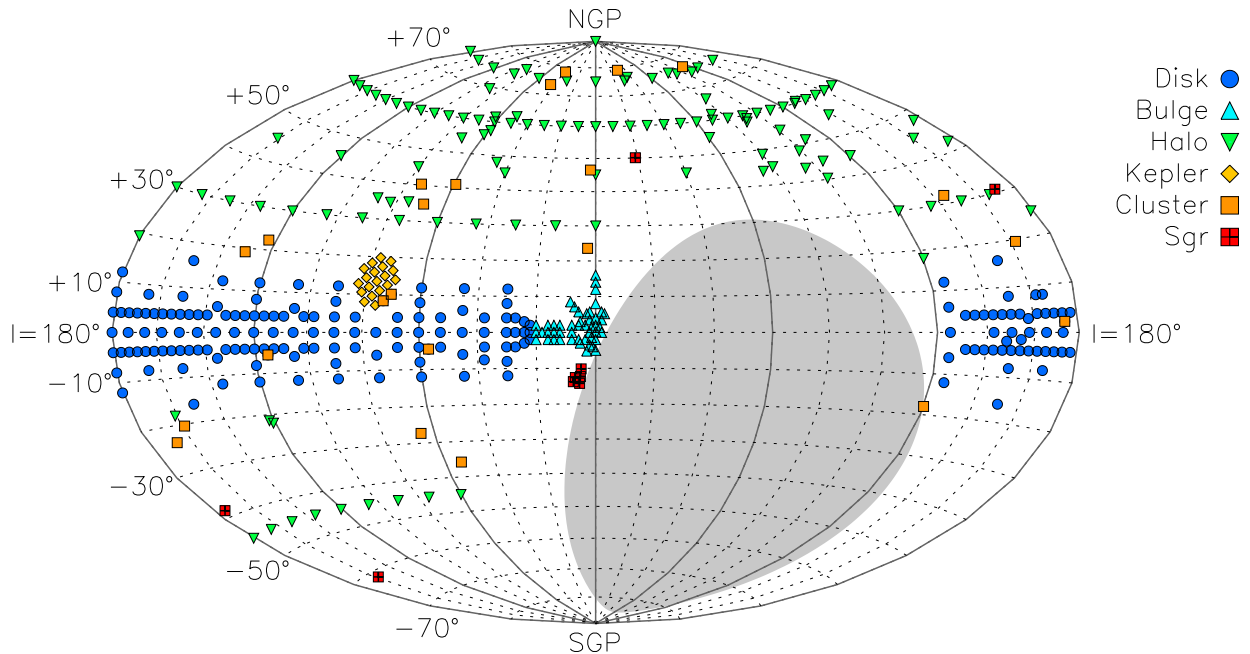 NGP
+70°
+50°
+30°
+10°
l=180°
l=180°
−10°
−30°
−50°
−70°
SGP
Disk
Bulge
Halo
Kepler
Cluster
Sgr